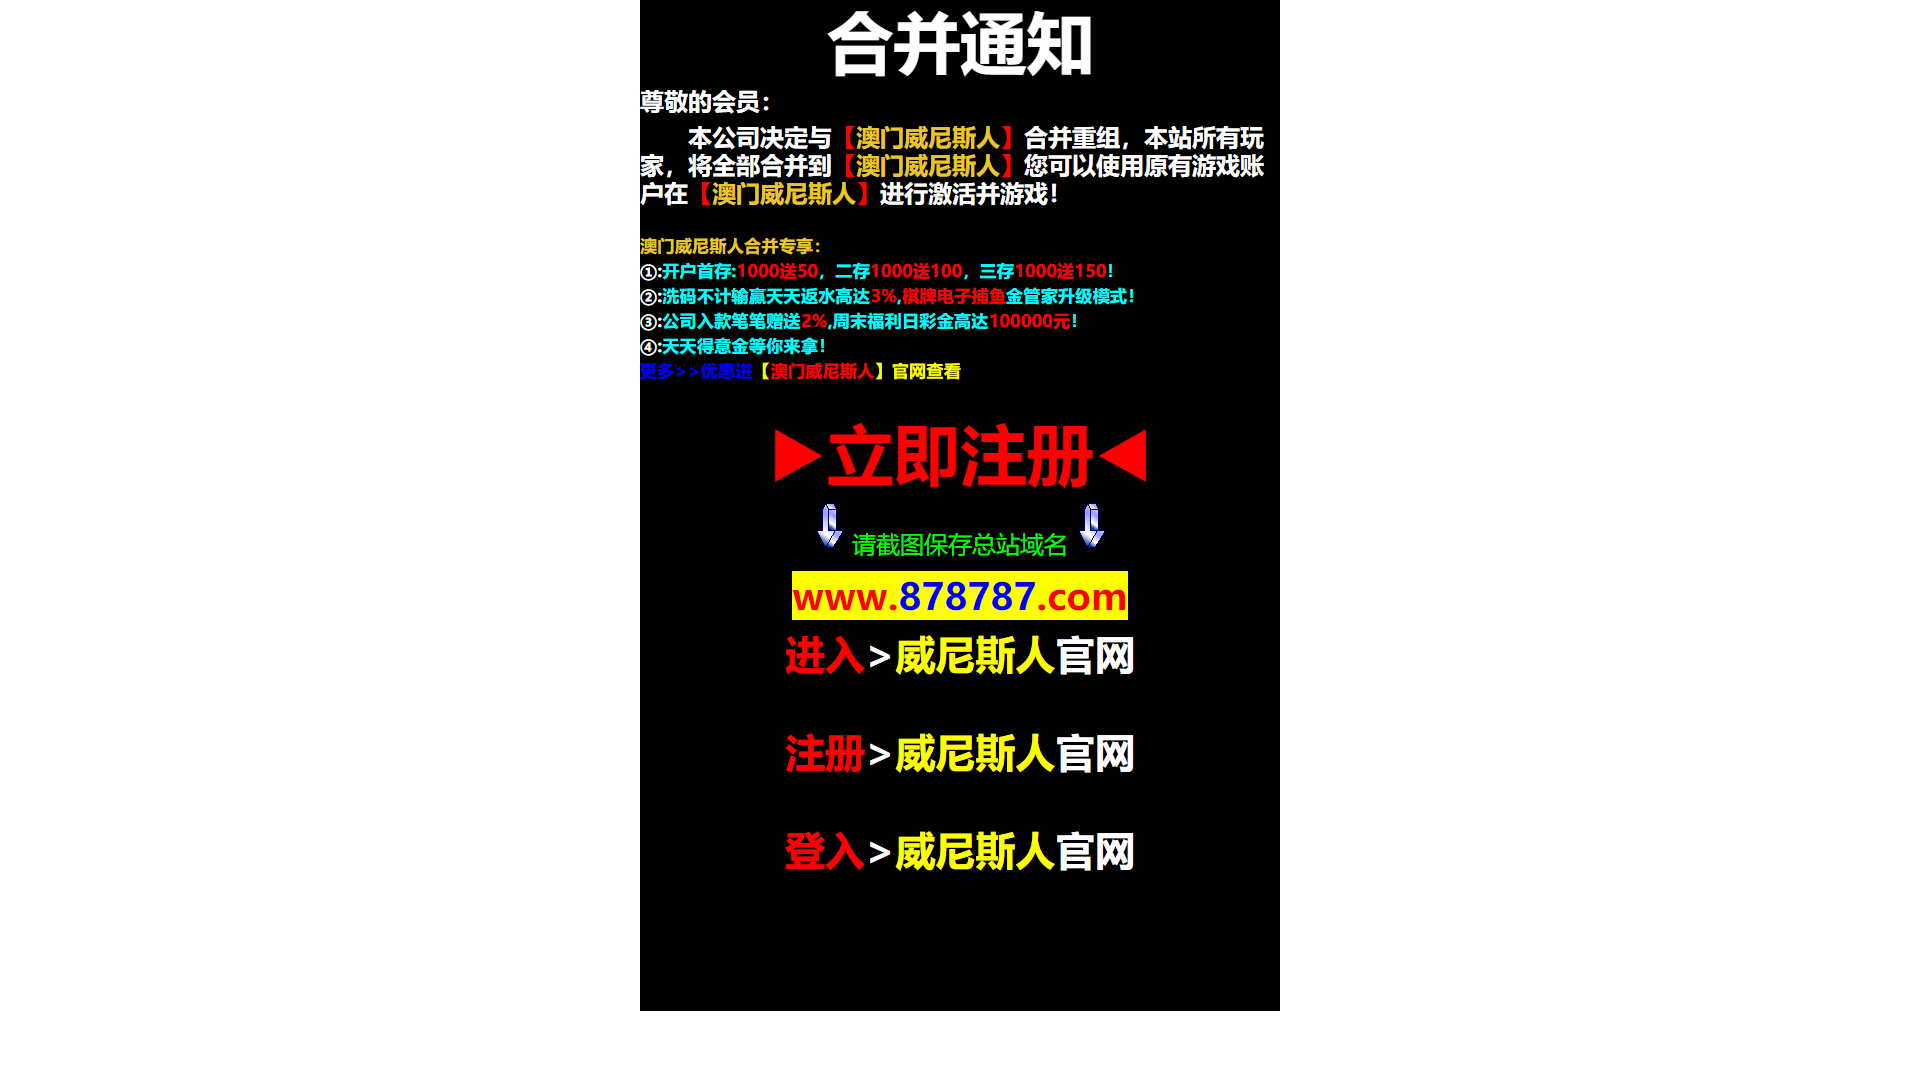 合并通知
尊敬的会员：
本公司决定与【澳门威尼斯人】合并重组，本站所有玩
家，将全部合并到【澳门威尼斯人】您可以使用原有游戏账
户在【澳门威尼斯人】进行激活并游戏！
澳门威尼斯人合并专享：
①:开户首存:1000送50，二存1000送100，三存1000送150！
②:洗码不计输赢天天返水高达3%,棋牌电子捕鱼金管家升级模式！
③:公司入款笔笔赠送2%,周末福利日彩金高达100000元！
④:天天得意金等你来拿！
更多>>优惠进【澳门威尼斯人】官网查看
▶立即注册◀
请截图保存总站域名
www.878787.com
进入>威尼斯人官网
注册>威尼斯人官网
登入>威尼斯人官网